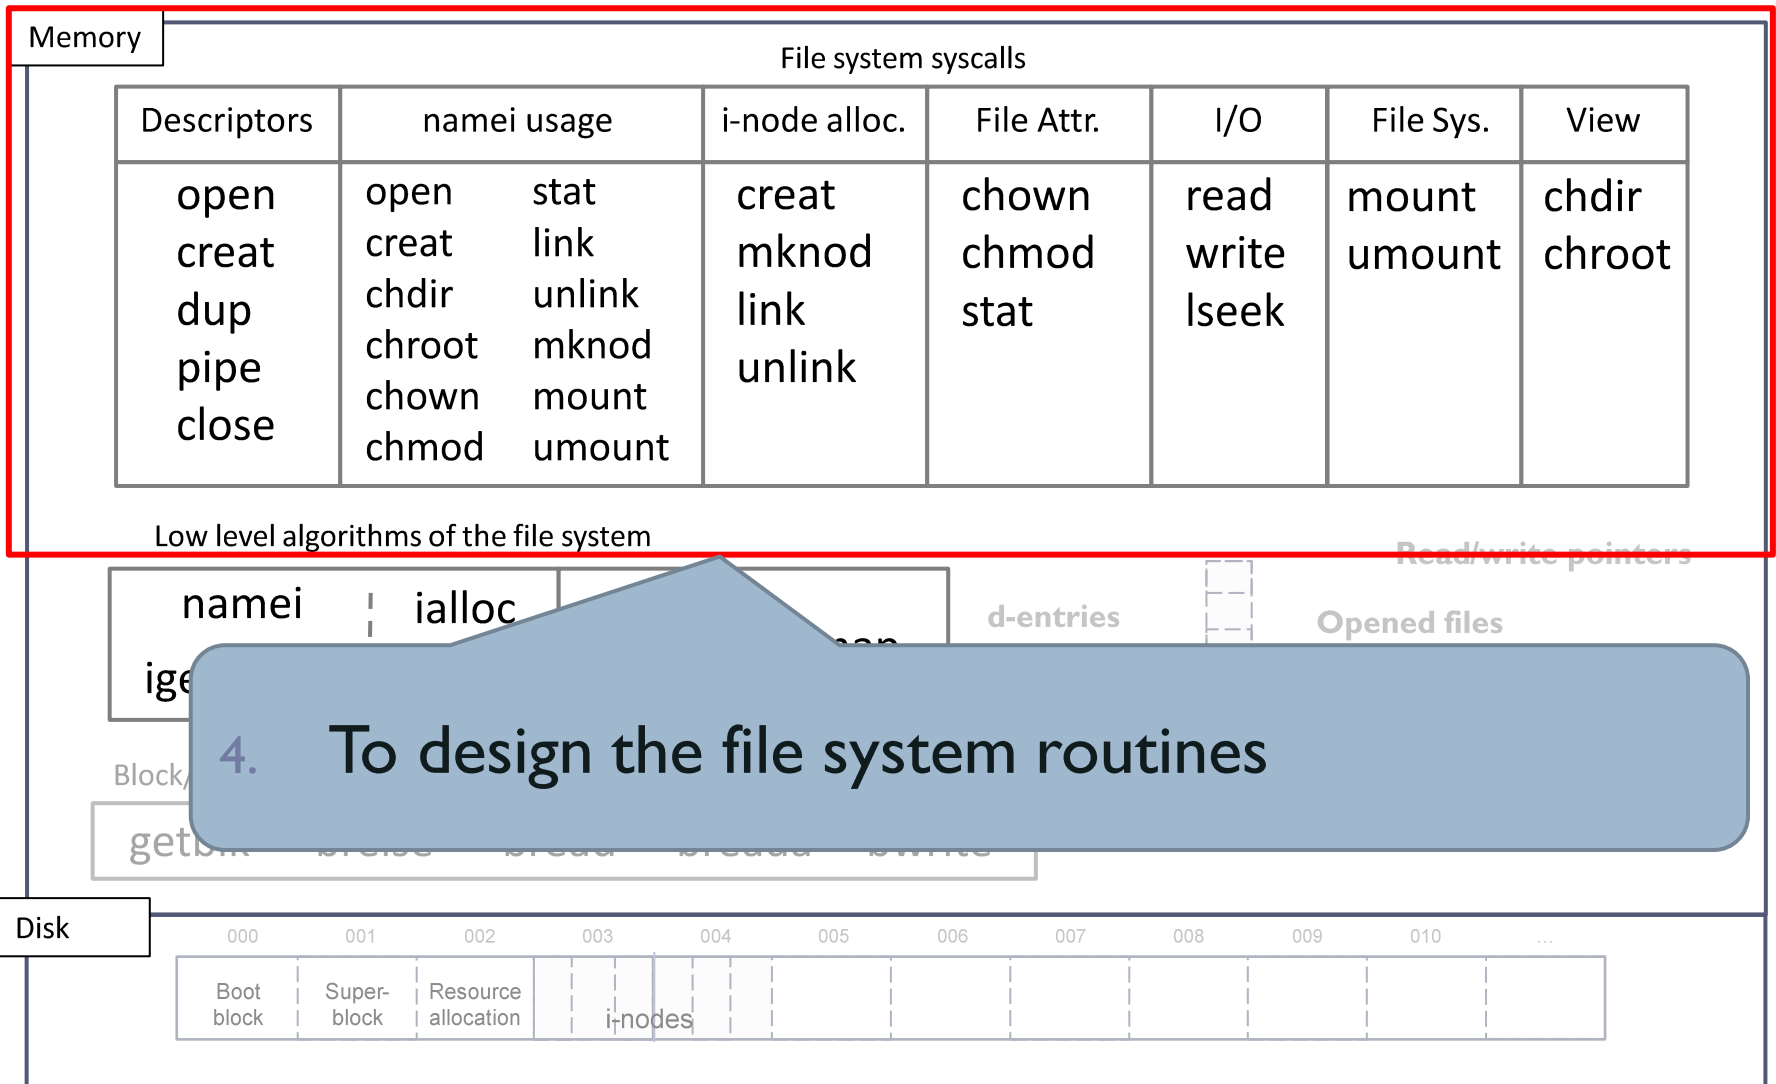 Memory
File system syscalls
Descriptors namei usage i-node alloc. File Attr. I/O File Sys. View
open open stat creat chown read mount chdir
creat creat link mknod chmod write umount chroot
dup chdir unlink link stat lseek
pipe chroot mknod unlink
close chown mount
chmod umount
Low level algorithms of the file system
Read/write pointers
namei ialloc
d-entries Opened files
4. To design the file system routines
Block/
Disk
000 001 002 003 004 005 006 007 008 009 010 ...
Boot block
Super-block
Resource allocation
i-nodes